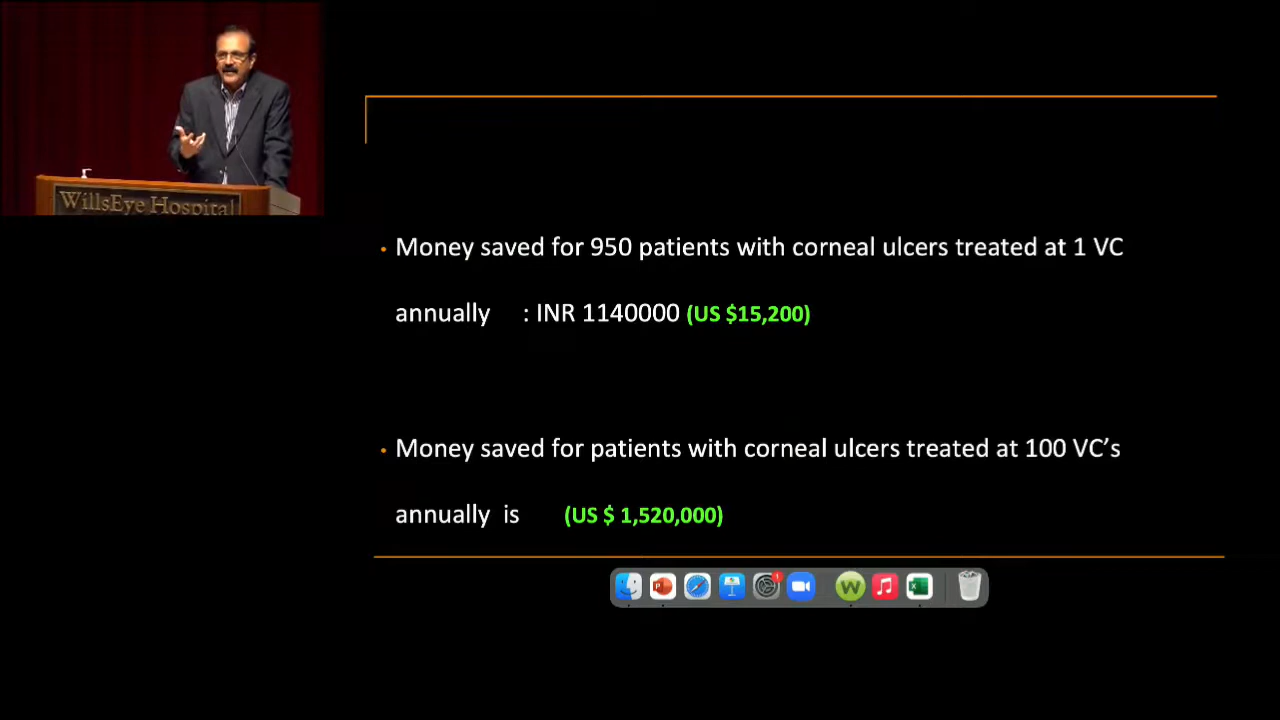 WillsEye Hospital
• Money saved for 950 patients with corneal ulcers treated at 1 VC
annually : INR 1140000 (US $15,200)
• Money saved for patients with corneal ulcers treated at 100 VC’s
annually is (US $ 1,520,000)